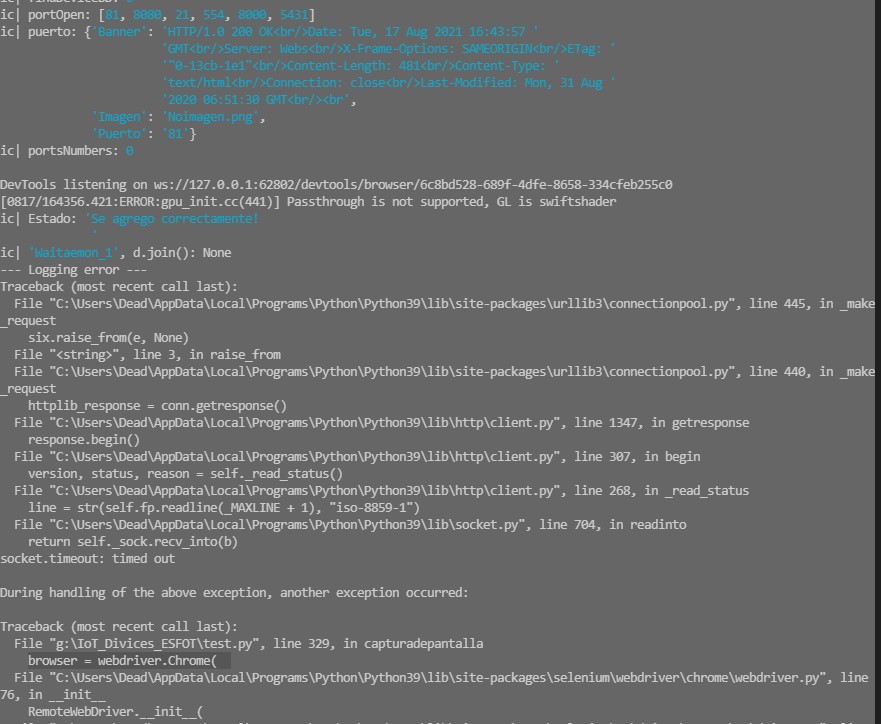 ic| portOpen: [81, 8080, 21, 554, 8000, 5431]
ic| puerto: {'Banner': 'HTTP/1.0 200 OK<br/>Date: Tue, 17 Aug 2021 16:43:57 '
'GMT<br/>Server: Webs<br/>X-Frame-Options: SAMEORIGIN<br/>ETag: '
'"0-13cb-1e1"<br/>Content-Length: 481<br/>Content-Type: '
'text/html<br/>Connection: close<br/>Last-Modified: Mon, 31 Aug '
'2020 06:51:30 GMT<br/><br',
'Imagen': 'Noimagen.png',
'Puerto': '81'}
ic| portsNumbers: 0
DevTools listening on ws://127.0.0.1:62802/devtools/browser/6c8bd528-689f-4dfe-8658-334cfeb255c0
[0817/164356.421:ERROR:gpu_init.cc(441)] Passthrough is not supported, GL is swiftshader
ic| Estado: 'Se agrego correctamente!
'
ic| 'Waitaemon_1', d.join(): None
--- Logging error ---
Traceback (most recent call last):
File "C:\Users\Dead\AppData\Local\Programs\Python\Python39\lib\site-packages\urllib3\connectionpool.py", line 445, in _make
_request
six.raise_from(e, None)
File "<string>", line 3, in raise_from
File "C:\Users\Dead\AppData\Local\Programs\Python\Python39\lib\site-packages\urllib3\connectionpool.py", line 440, in _make
_request
httplib_response = conn.getresponse()
File "C:\Users\Dead\AppData\Local\Programs\Python\Python39\lib\http\client.py", line 1347, in getresponse
response.begin()
File "C:\Users\Dead\AppData\Local\Programs\Python\Python39\lib\http\client.py", line 307, in begin
version, status, reason = self._read_status()
File "C:\Users\Dead\AppData\Local\Programs\Python\Python39\lib\http\client.py", line 268, in _read_status
line = str(self.fp.readline(_MAXLINE + 1), "iso-8859-1")
File "C:\Users\Dead\AppData\Local\Programs\Python\Python39\lib\socket.py", line 704, in readinto
return self._sock.recv_into(b)
socket.timeout: timed out
During handling of the above exception, another exception occurred:
Traceback (most recent call last):
File "g:\IoT_Divices_ESFOT\test.py", line 329, in capturadepantalla
browser = webdriver.Chrome(
File "C:\Users\Dead\AppData\Local\Programs\Python\Python39\lib\site-packages\selenium\webdriver\chrome\webdriver.py", line
76, in __init__
RemoteWebDriver.__init__(